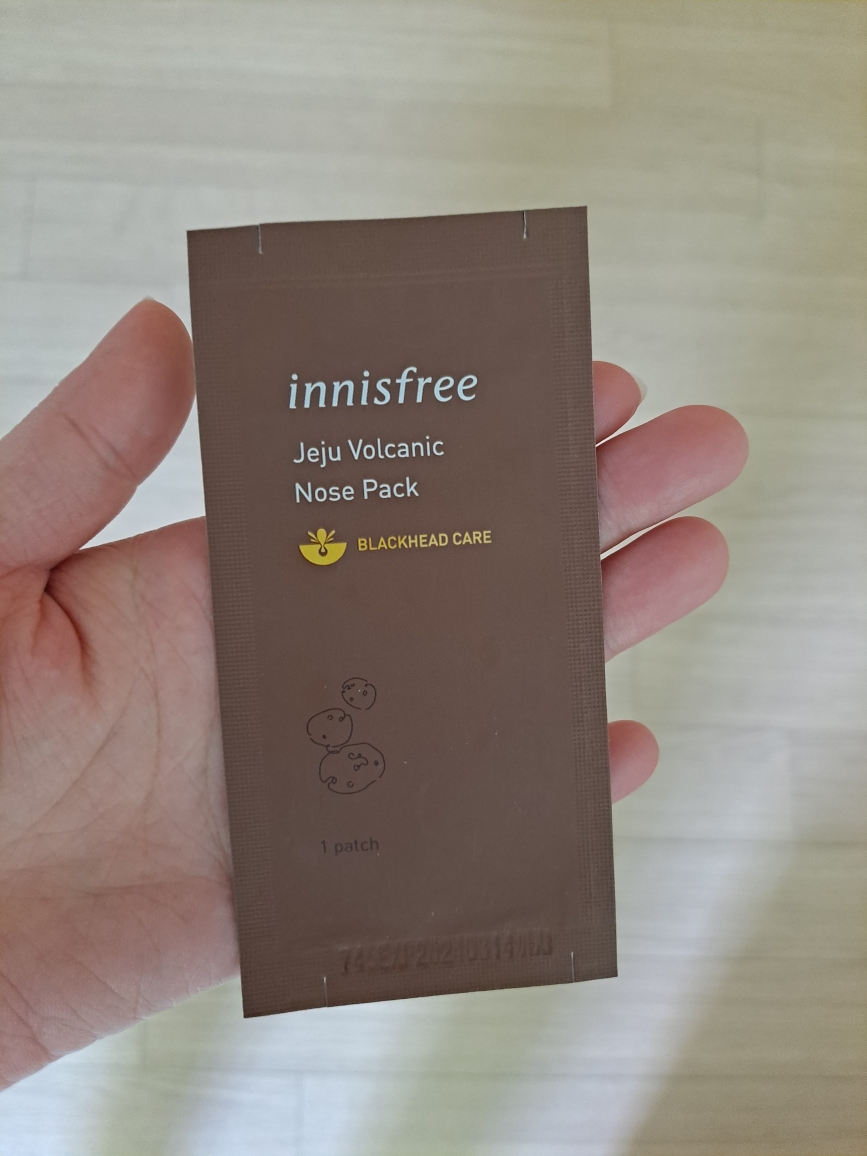 innisfree
Jeju Volcanic
Nose Pack
BLACKHEAD CARE
1 patch